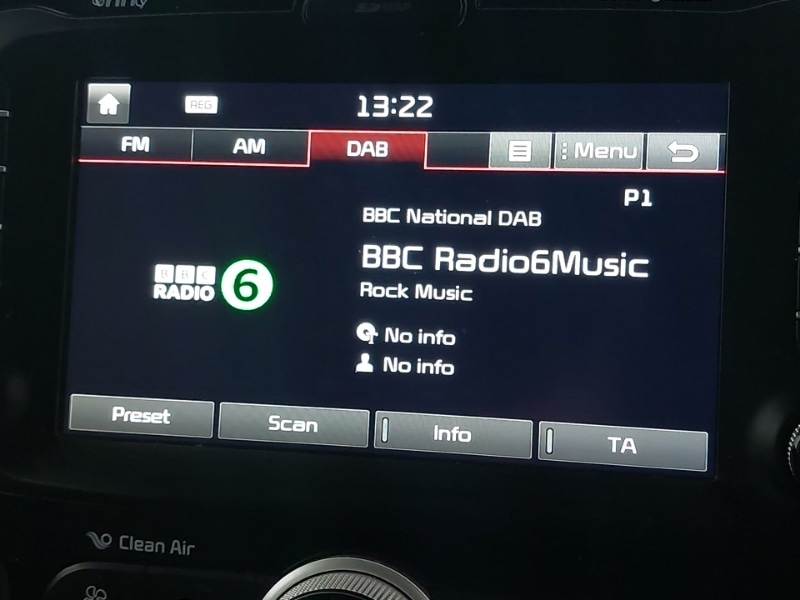 REG
13:22
FM
AM
DAB
Menu
P1
BBC National DAB
BBC Radio6Music
BBC
RADIO 6
Rock Music
No info
No info
Preset
Scan
Info
TA
Clean Air